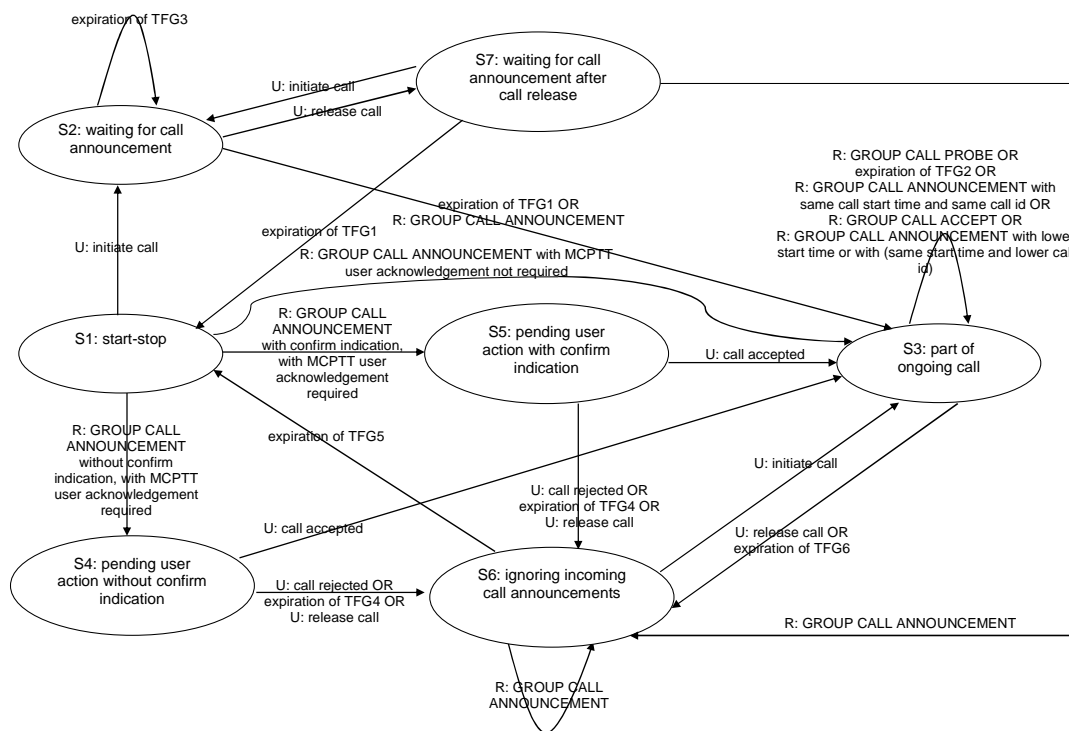 expiration of TFG3
S7: waiting for call
announcement after
call release
U: initiate call
U: release call
S2: waiting for call
announcement
R: GROUP CALL PROBE OR
expiration of TFG2 OR
R: GROUP CALL ANNOUNCEMENT with
same call start time and same call id OR
R: GROUP CALL ACCEPT OR
R: GROUP CALL ANNOUNCEMENT with lower
start time or with (same start time and lower call
id)
expiration of TFG1 OR
R: GROUP CALL ANNOUNCEMENT
expiration of TFG1
U: initiate call
R: GROUP CALL ANNOUNCEMENT with MCPTT
user acknowledgement not required
S1: start-stop
R: GROUP CALL
ANNOUNCEMENT
with confirm indication,
with MCPTT user
acknowledgement
required
S5: pending user
action with confirm
indication
U: call accepted
S3: part of
ongoing call
R: GROUP CALL
ANNOUNCEMENT
without confirm
indication, with MCPTT
user acknowledgement
required
expiration of TFG5
U: initiate call
U: call rejected OR
expiration of TFG4 OR
U: release call
U: call accepted
U: release call OR
expiration of TFG6
S4: pending user
action without confirm
indication
U: call rejected OR
expiration of TFG4 OR
U: release call
S6: ignoring incoming
call announcements
R: GROUP CALL ANNOUNCEMENT
R: GROUP CALL
ANNOUNCEMENT